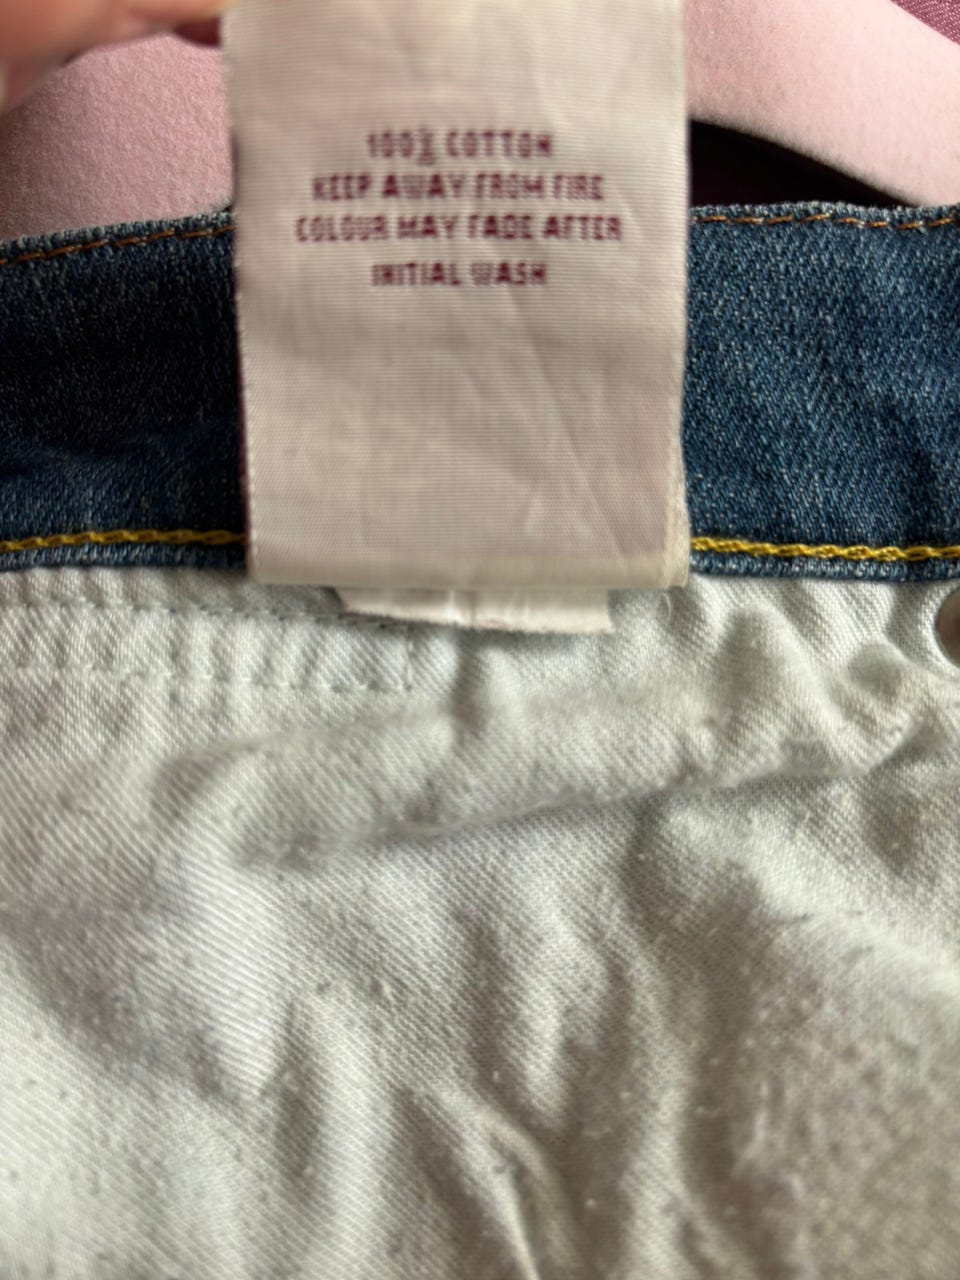 100% COTTON
KEEP AWAY FROM FIRE
COLOUR MAY FADE AFTER
INITIAL WASH